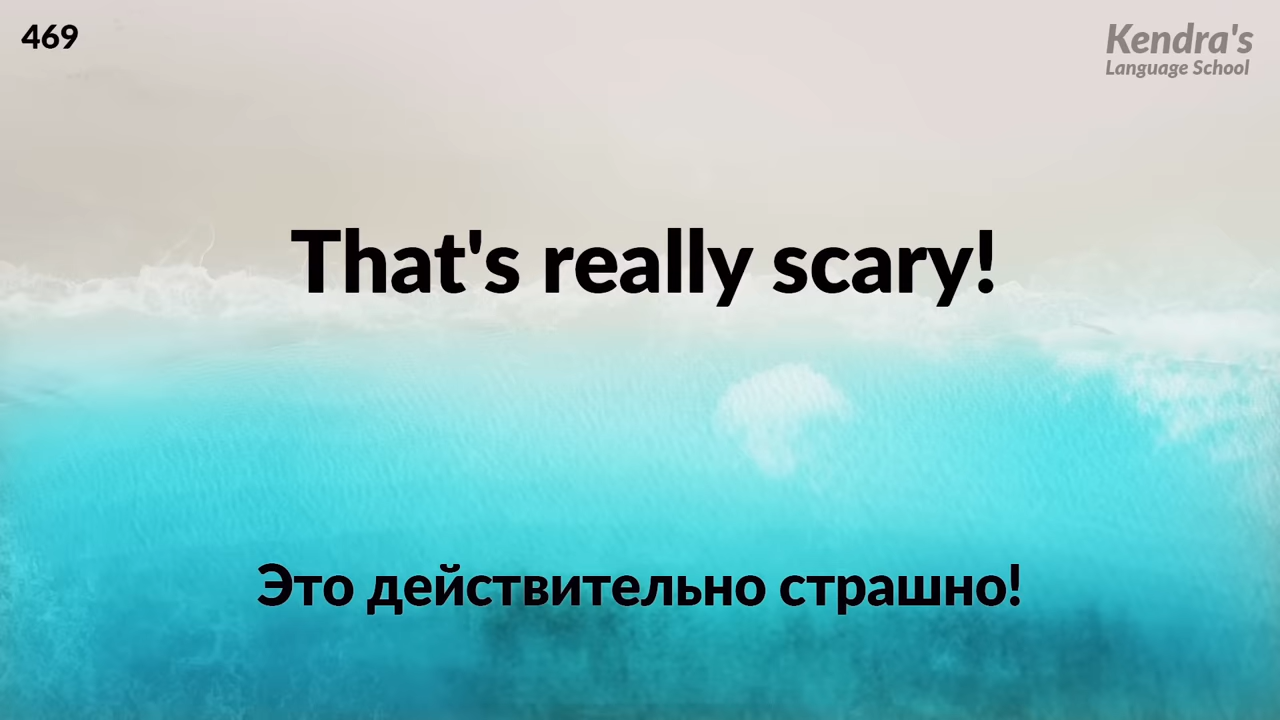 469
Kendra's
Language School
That's really scary!
Это действительно страшно!